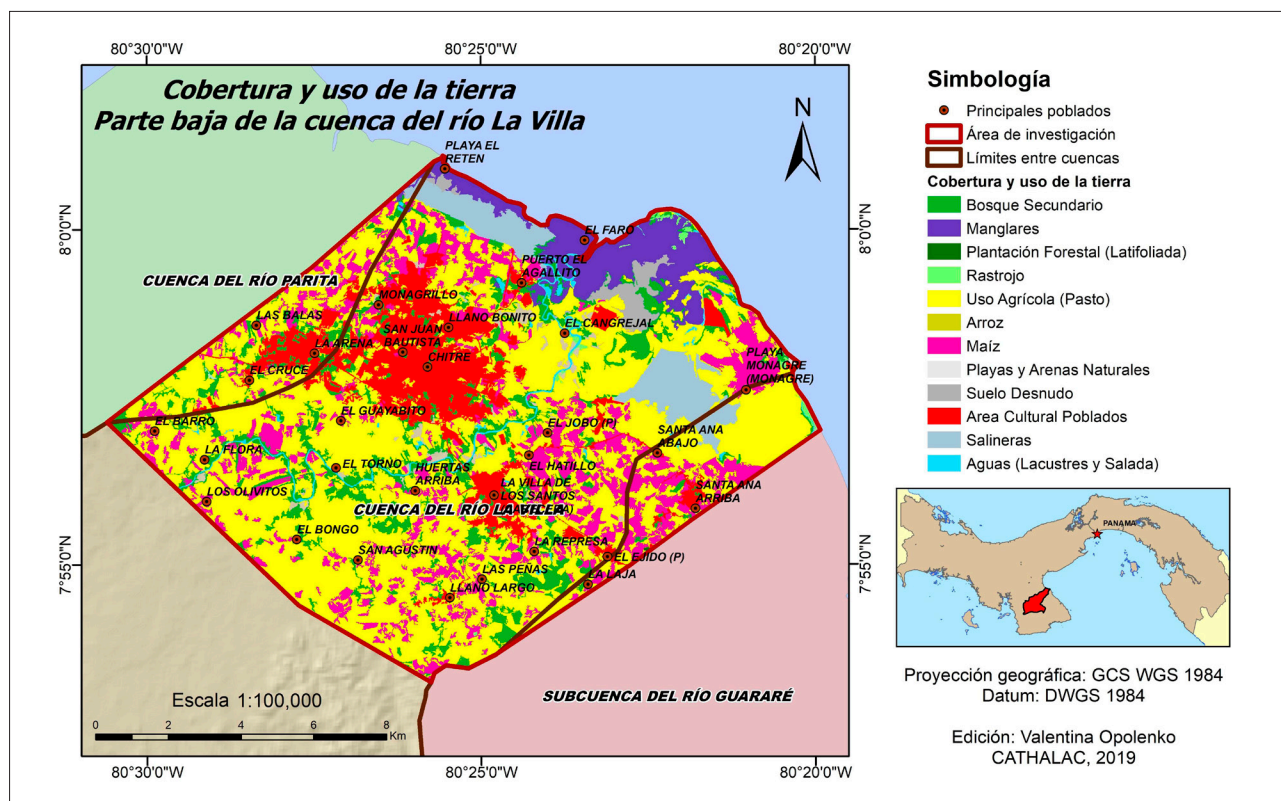 80°30'0"W
80°25'0"W
80°20'0"W
Cobertura y uso de la tierra
Parte baja de la cuenca del río La Villa
N
8°0'0"N
8°0'0"N
7°55'0"N
7°55'0"N
PLAYA EL
RETEN
EL FARO
PUERTO EL
AGALLITO
CUENCA DEL RÍO PARITA
MONAGRILLO
LAS BALAS
LLANO BONITO
SAN JUAN
BAUTISTA
EL CANGREJAL
LA ARENA
CHITRE
PLAYA
MONAGRE
(MONAGRE)
EL CRUCE
EL GUAYABITO
EL BARRO
EL JOBO (P)
SANTA ANA
ABAJO
LA FLORA
EL TORNO
HUERTAS
ARRIBA
EL HATILLO
LOS OLIVITOS
LA VILLA DE
LOS SANTOS
SANTA ANA
ARRIBA
CUENCA DEL RÍO LA VILLA
EL BONGO
SAN AGUSTIN
LA REPRESA
EL EJIDO (P)
LAS PEÑAS
LA LAJA
LLANO LARGO
SUBCUENCA DEL RÍO GUARARÉ
Escala 1:100,000
0 2 4 6 8
Km
80°30'0"W
80°25'0"W
80°20'0"W
Simbología
Principales poblados
Área de investigación
Límites entre cuencas
Cobertura y uso de la tierra
Bosque Secundario
Manglares
Plantación Forestal (Latifoliada)
Rastrojo
Uso Agrícola (Pasto)
Arroz
Maíz
Playas y Arenas Naturales
Suelo Desnudo
Area Cultural Poblados
Salineras
Aguas (Lacustres y Salada)
PANAMA
Proyección geográfica: GCS WGS 1984
Datum: DWGS 1984
Edición: Valentina Opolenko
CATHALAC, 2019